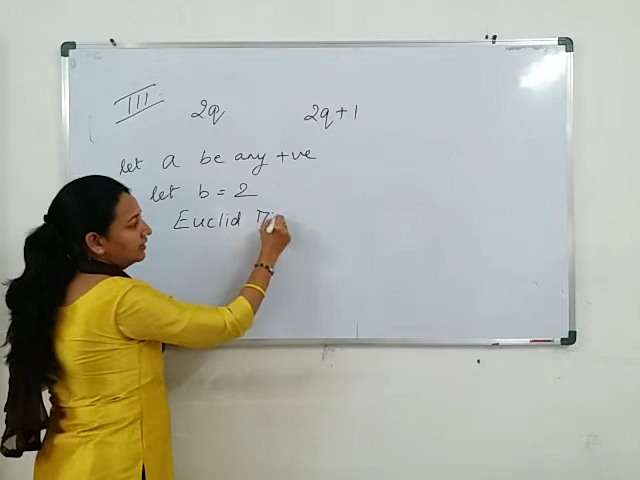 III 2q 2q+1
let a be any +ve
let b = 2
Euclid